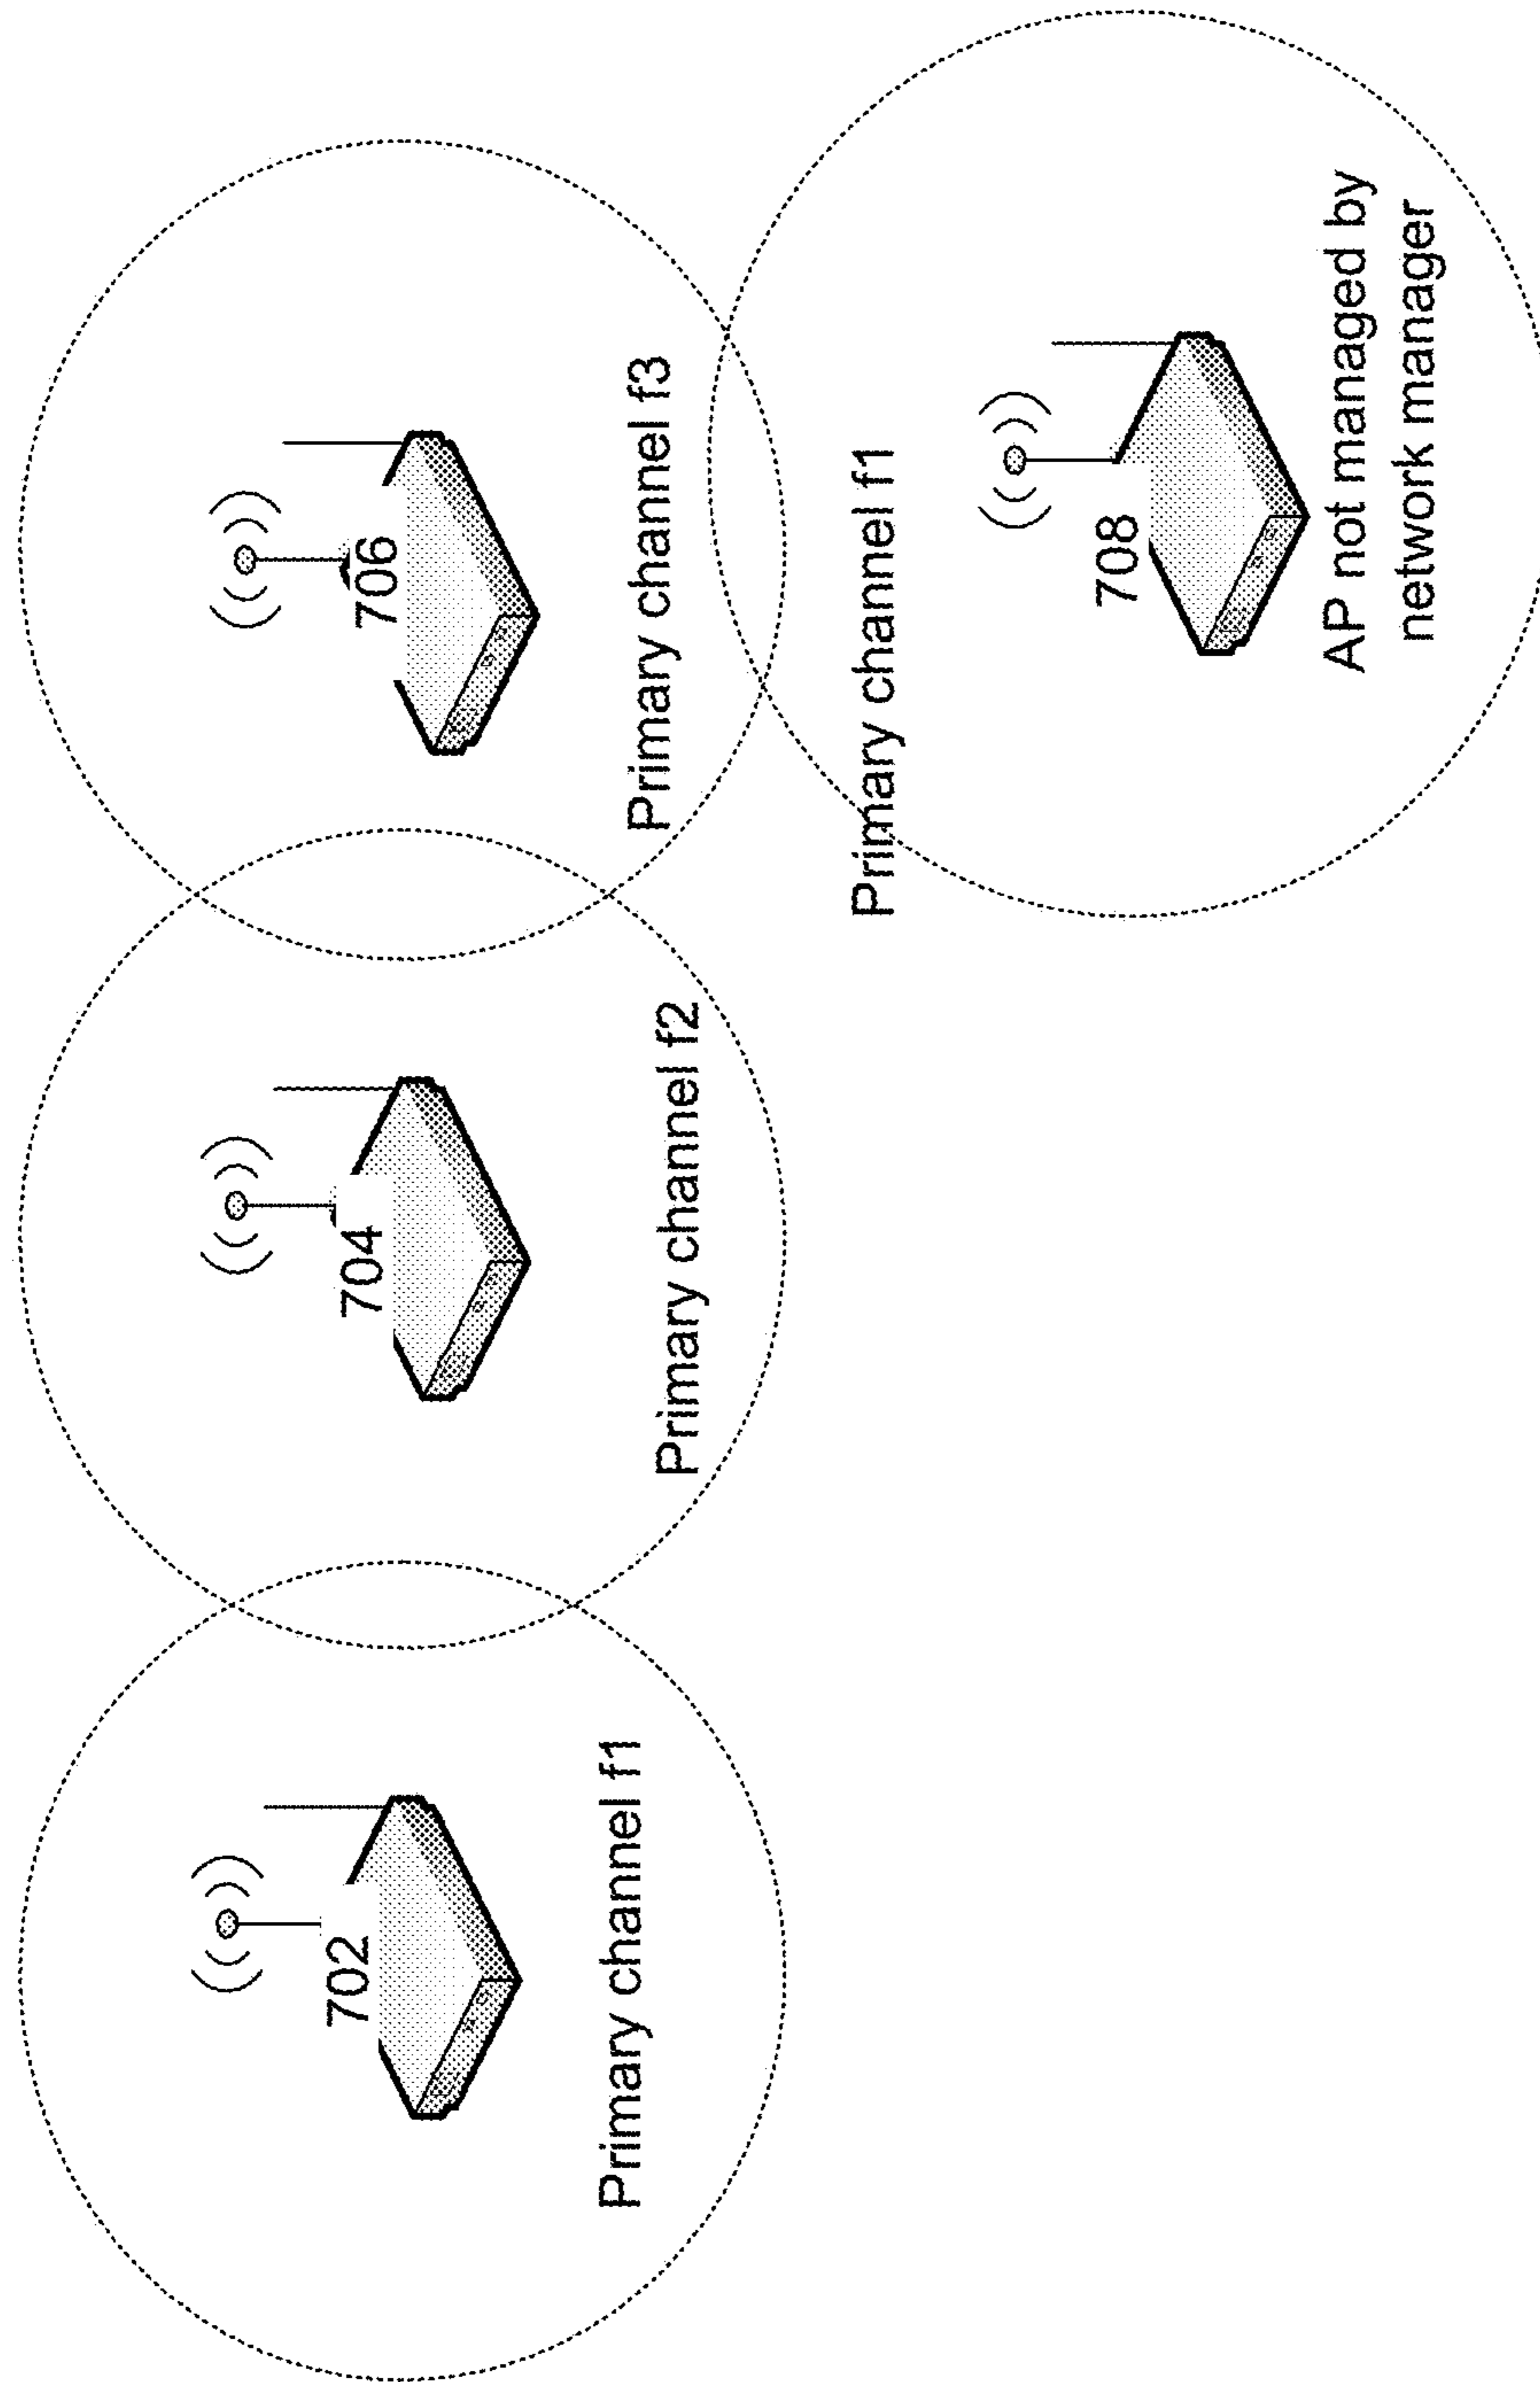 702
Primary channel f1
704
Primary channel f2
706
Primary channel f3
Primary channel f1
708
AP not managed by
network manager